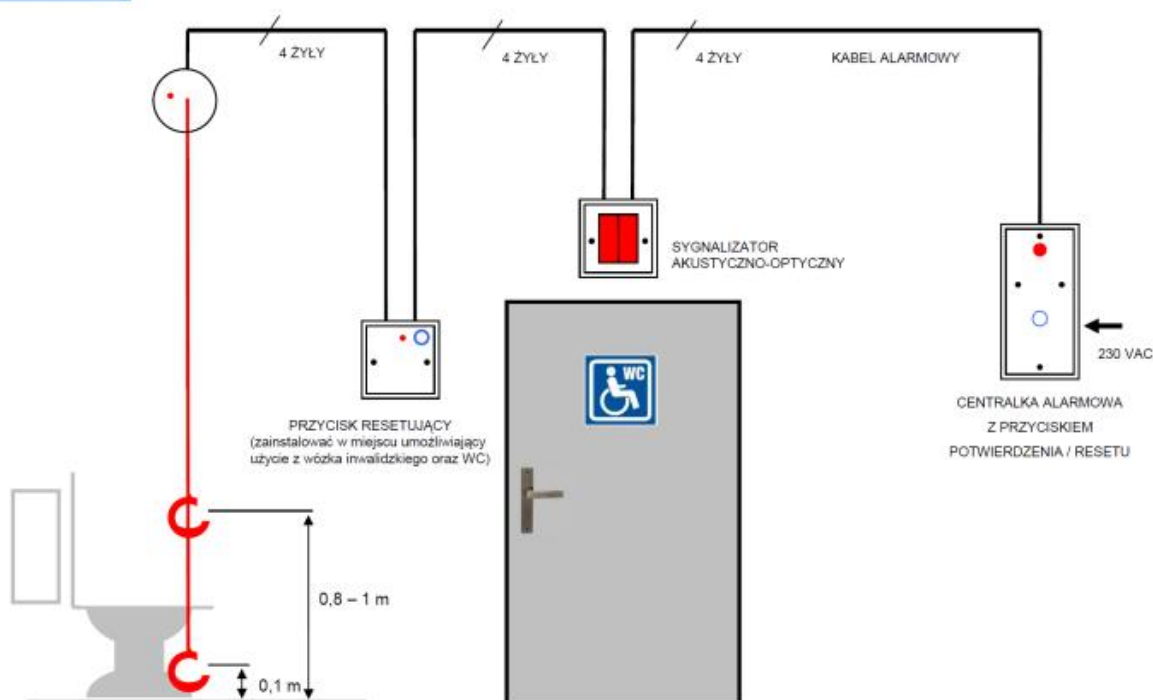 4 ŻYŁY
4 ŻYŁY
4 ŻYŁY
KABEL ALARMOWY
SYGNALIZATOR
AKUSTYCZNO-OPTYCZNY
230 VAC
WC
CENTRALKA ALARMOWA
Z PRZYCISKIEM
POTWIERDZENIA / RESETU
PRZYCISK RESETUJĄCY
(zainstalować w miejscu umożliwiający
użycie z wózka inwalidzkiego oraz WC)
0,8 – 1 m
0,1 m